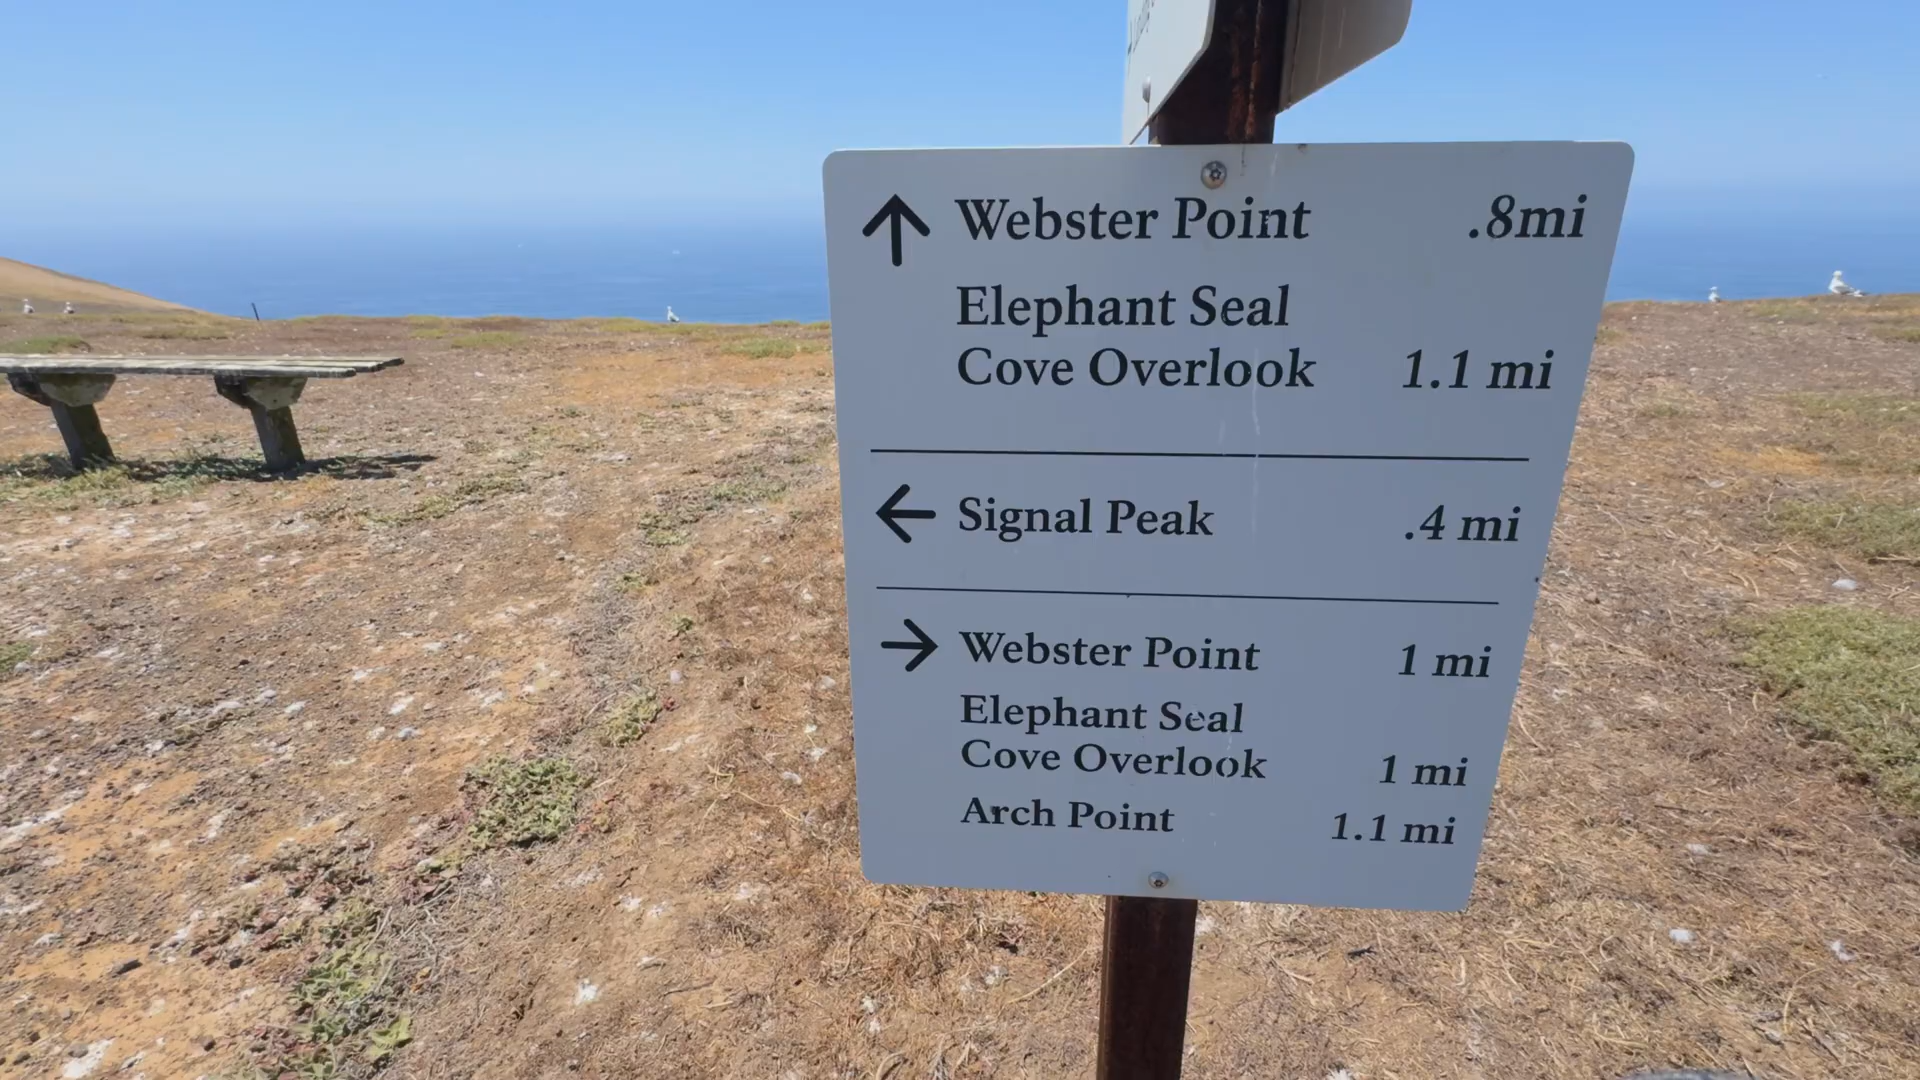 ↑ Webster Point .8mi
Elephant Seal
Cove Overlook 1.1 mi
← Signal Peak .4 mi
→ Webster Point 1 mi
Elephant Seal
Cove Overlook 1 mi
Arch Point 1.1 mi